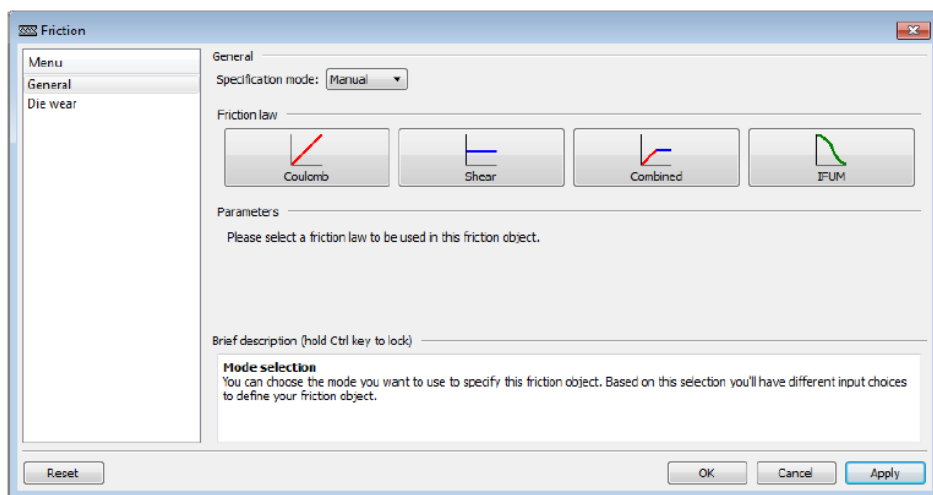 Friction
Menu
General
Die wear
General
Specification mode: Manual
Friction law
Coulomb
Shear
Combined
IFUM
Parameters
Please select a friction law to be used in this friction object.
Brief description (hold Ctrl key to lock)
Mode selection
You can choose the mode you want to use to specify this friction object. Based on this selection you'll have different input choices
to define your friction object.
Reset
OK
Cancel
Apply